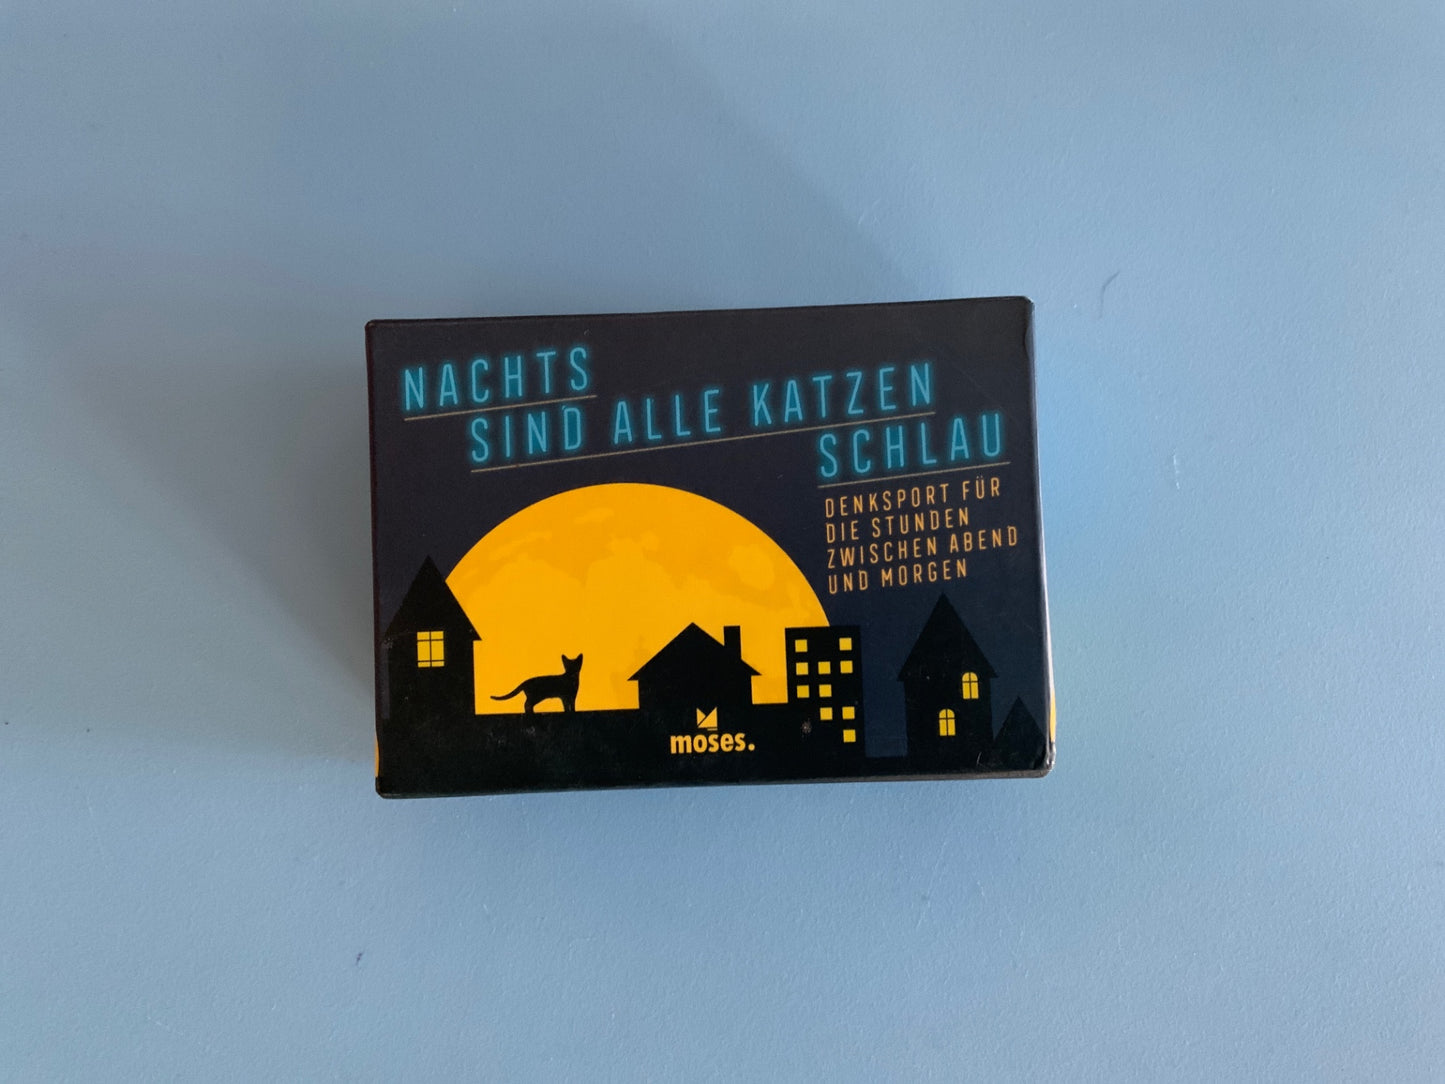 NACHTS
SIND ALLE KATZEN
SCHLAU
DENKSPORT FÜR
DIE STUNDEN
ZWISCHEN ABEND
UND MORGEN
moses.